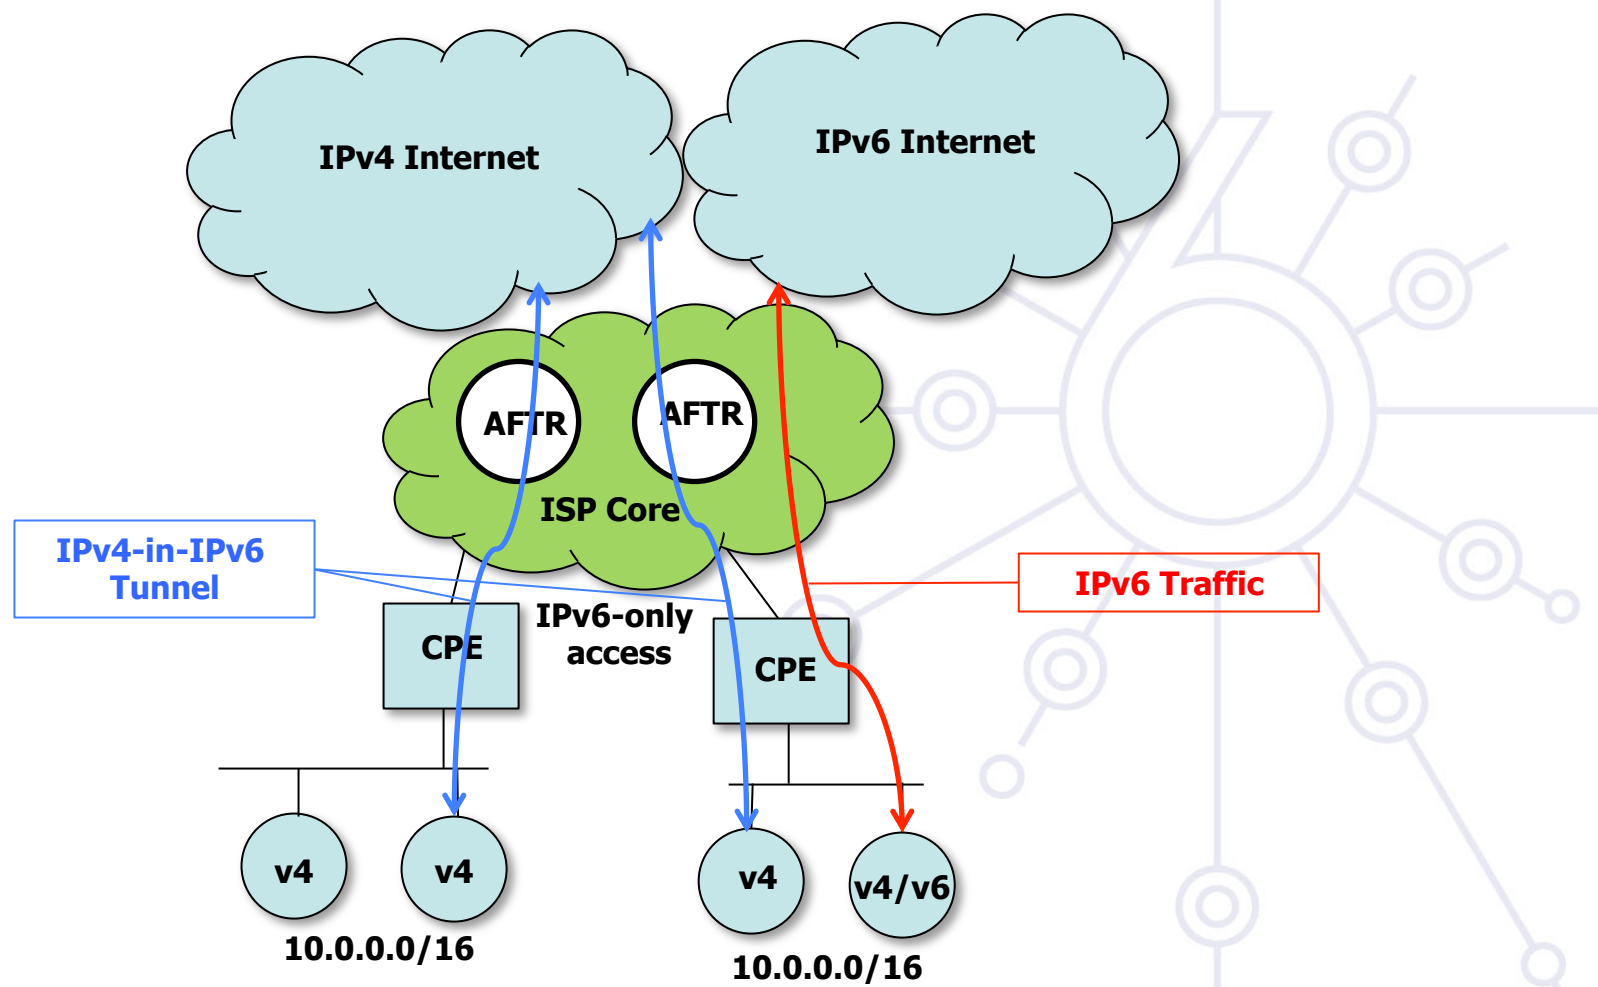 IPv4 Internet
IPv6 Internet
AFTR
AFTR
ISP Core
IPv4-in-IPv6
Tunnel
IPv6 Traffic
IPv6-only
access
CPE
CPE
v4
v4
v4
v4/v6
10.0.0.0/16
10.0.0.0/16